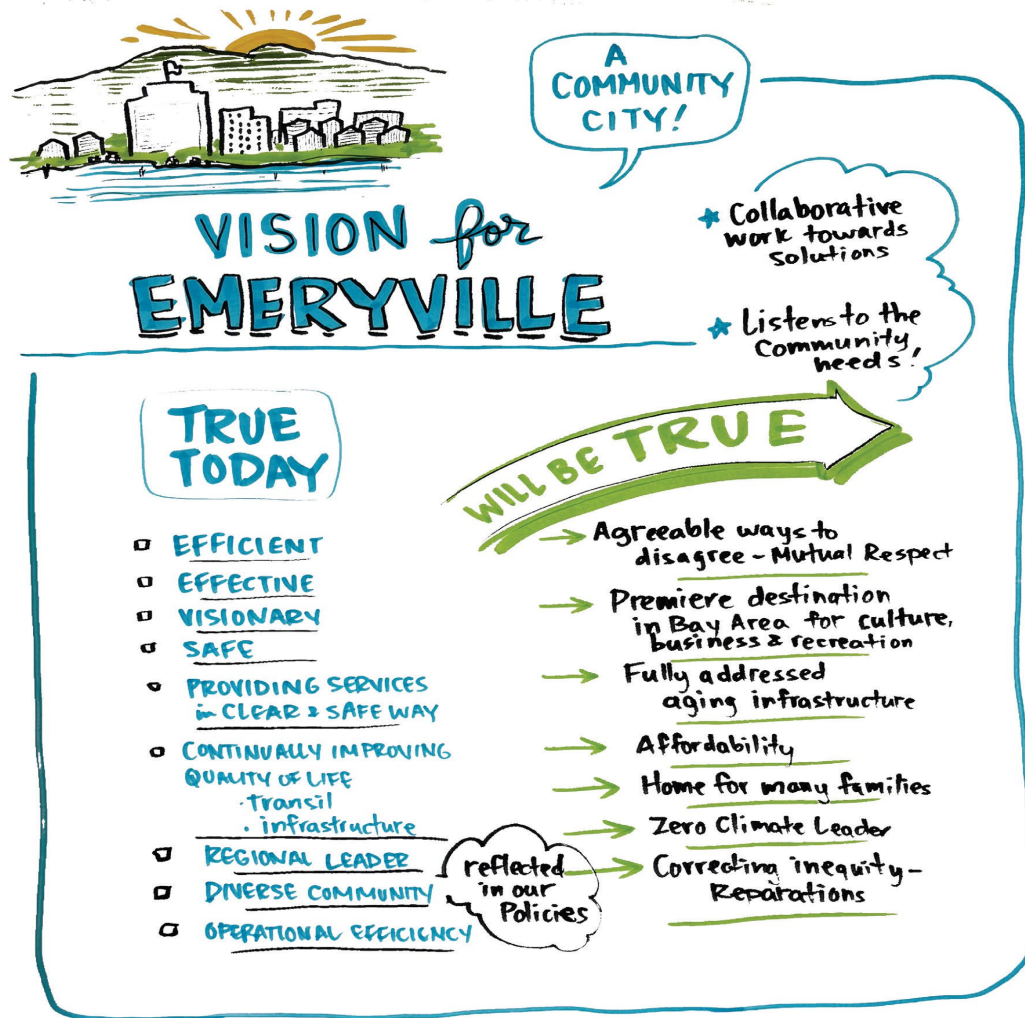 A
COMMUNITY
CITY!
VISION for
EMERYVILLE
★ Collaborative
work towards
solutions
★ Listens to the
Community
needs!
TRUE
TODAY
EFFICIENT
EFFECTIVE
VISIONARY
SAFE
PROVIDING SERVICES
in CLEAR & SAFE WAY
CONTINUALLY IMPROVING
QUALITY OF LIFE
· transit
· infrastructure
REGIONAL LEADER
DIVERSE COMMUNITY
OPERATIONAL EFFICIENCY
reflected
in our
Policies
WILL BE TRUE
→ Agreeable ways to
disagree – Mutual Respect
→ Premiere destination
in Bay Area for culture,
business & recreation
→ Fully addressed
aging infrastructure
→ Affordability
→ Home for many families
→ Zero Climate Leader
→ Correcting inequity –
Reparations